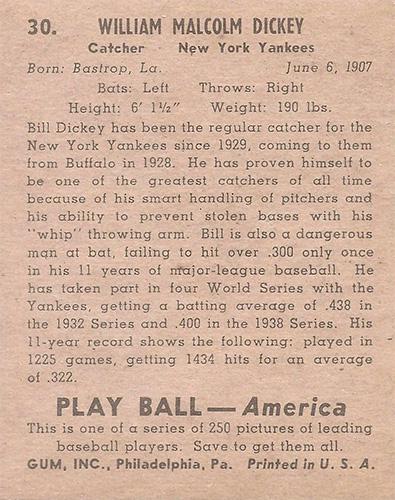 30. WILLIAM MALCOLM DICKEY
Catcher - New York Yankees
Born: Bastrop, La. June 6, 1907
Bats: Left Throws: Right
Height: 6' 1½" Weight: 190 lbs.
Bill Dickey has been the regular catcher for the
New York Yankees since 1929, coming to them
from Buffalo in 1928. He has proven himself to
be one of the greatest catchers of all time
because of his smart handling of pitchers and
his ability to prevent stolen bases with his
"whip" throwing arm. Bill is also a dangerous
man at bat, failing to hit over .300 only once
in his 11 years of major-league baseball. He
has taken part in four World Series with the
Yankees, getting a batting average of .438 in
the 1932 Series and .400 in the 1938 Series. His
11-year record shows the following: played in
1225 games, getting 1434 hits for an average
of .322.
PLAY BALL — America
This is one of a series of 250 pictures of leading
baseball players. Save to get them all.
GUM, INC., Philadelphia, Pa. Printed in U. S. A.